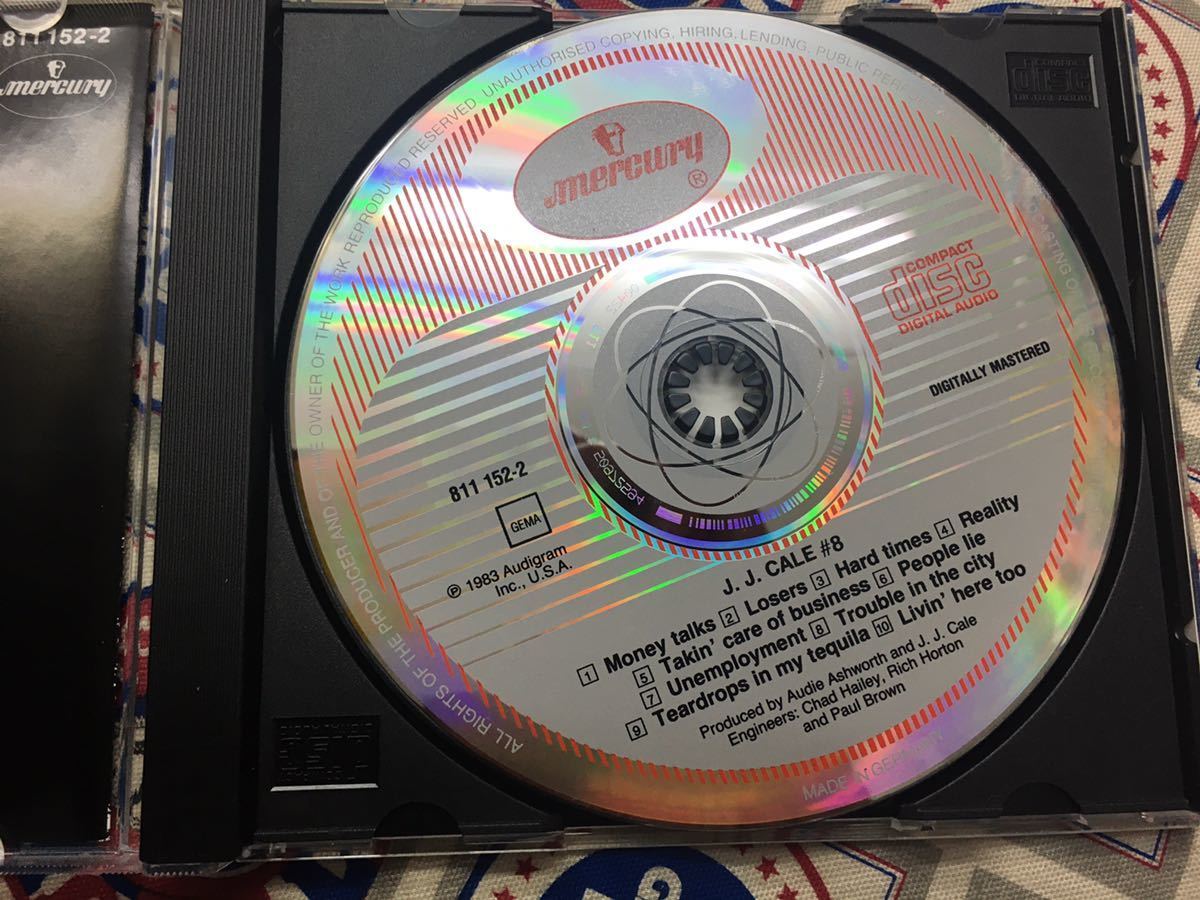 811 152-2
mercury
mercury ®
ALL RIGHTS OF THE PRODUCER AND OF THE OWNER OF THE WORK REPRODUCED RESERVED. UNAUTHORISED COPYING, HIRING, LENDING, PUBLIC
MADE IN GERMANY
COMPACT
disc
DIGITAL AUDIO
COMPACT
disc
DIGITAL AUDIO
DIGITALLY MASTERED
811 152-2
GEMA
℗ 1983 Audigram
Inc., U.S.A.
J. J. CALE #8
1 Money talks 2 Losers 3 Hard times 4 Reality
5 Takin' care of business 6 People lie
7 Unemployment 8 Trouble in the city
9 Teardrops in my tequila 10 Livin' here too
Produced by Audie Ashworth and J. J. Cale
Engineers: Chad Hailey, Rich Horton
and Paul Brown